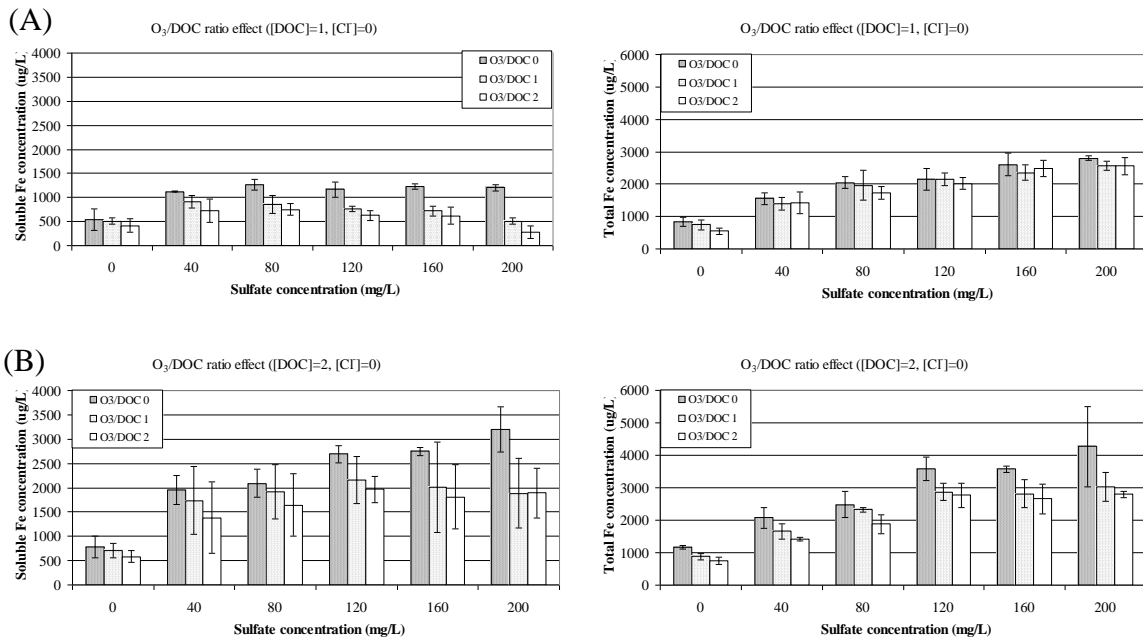 (A)
O₃/DOC ratio effect ([DOC]=1, [Cl⁻]=0)
Soluble Fe concentration (ug/L)
4000
3500
3000
2500
2000
1500
1000
500
0
O3/DOC 0
O3/DOC 1
O3/DOC 2
0 40 80 120 160 200
Sulfate concentration (mg/L)
O₃/DOC ratio effect ([DOC]=1, [Cl⁻]=0)
Total Fe concentration (ug/L)
6000
5000
4000
3000
2000
1000
0
O3/DOC 0
O3/DOC 1
O3/DOC 2
0 40 80 120 160 200
Sulfate concentration (mg/L)
(B)
O₃/DOC ratio effect ([DOC]=2, [Cl⁻]=0)
Soluble Fe concentration (ug/L)
4000
3500
3000
2500
2000
1500
1000
500
0
O3/DOC 0
O3/DOC 1
O3/DOC 2
0 40 80 120 160 200
Sulfate concentration (mg/L)
O₃/DOC ratio effect ([DOC]=2, [Cl⁻]=0)
Total Fe concentration (ug/L)
6000
5000
4000
3000
2000
1000
0
O3/DOC 0
O3/DOC 1
O3/DOC 2
0 40 80 120 160 200
Sulfate concentration (mg/L)